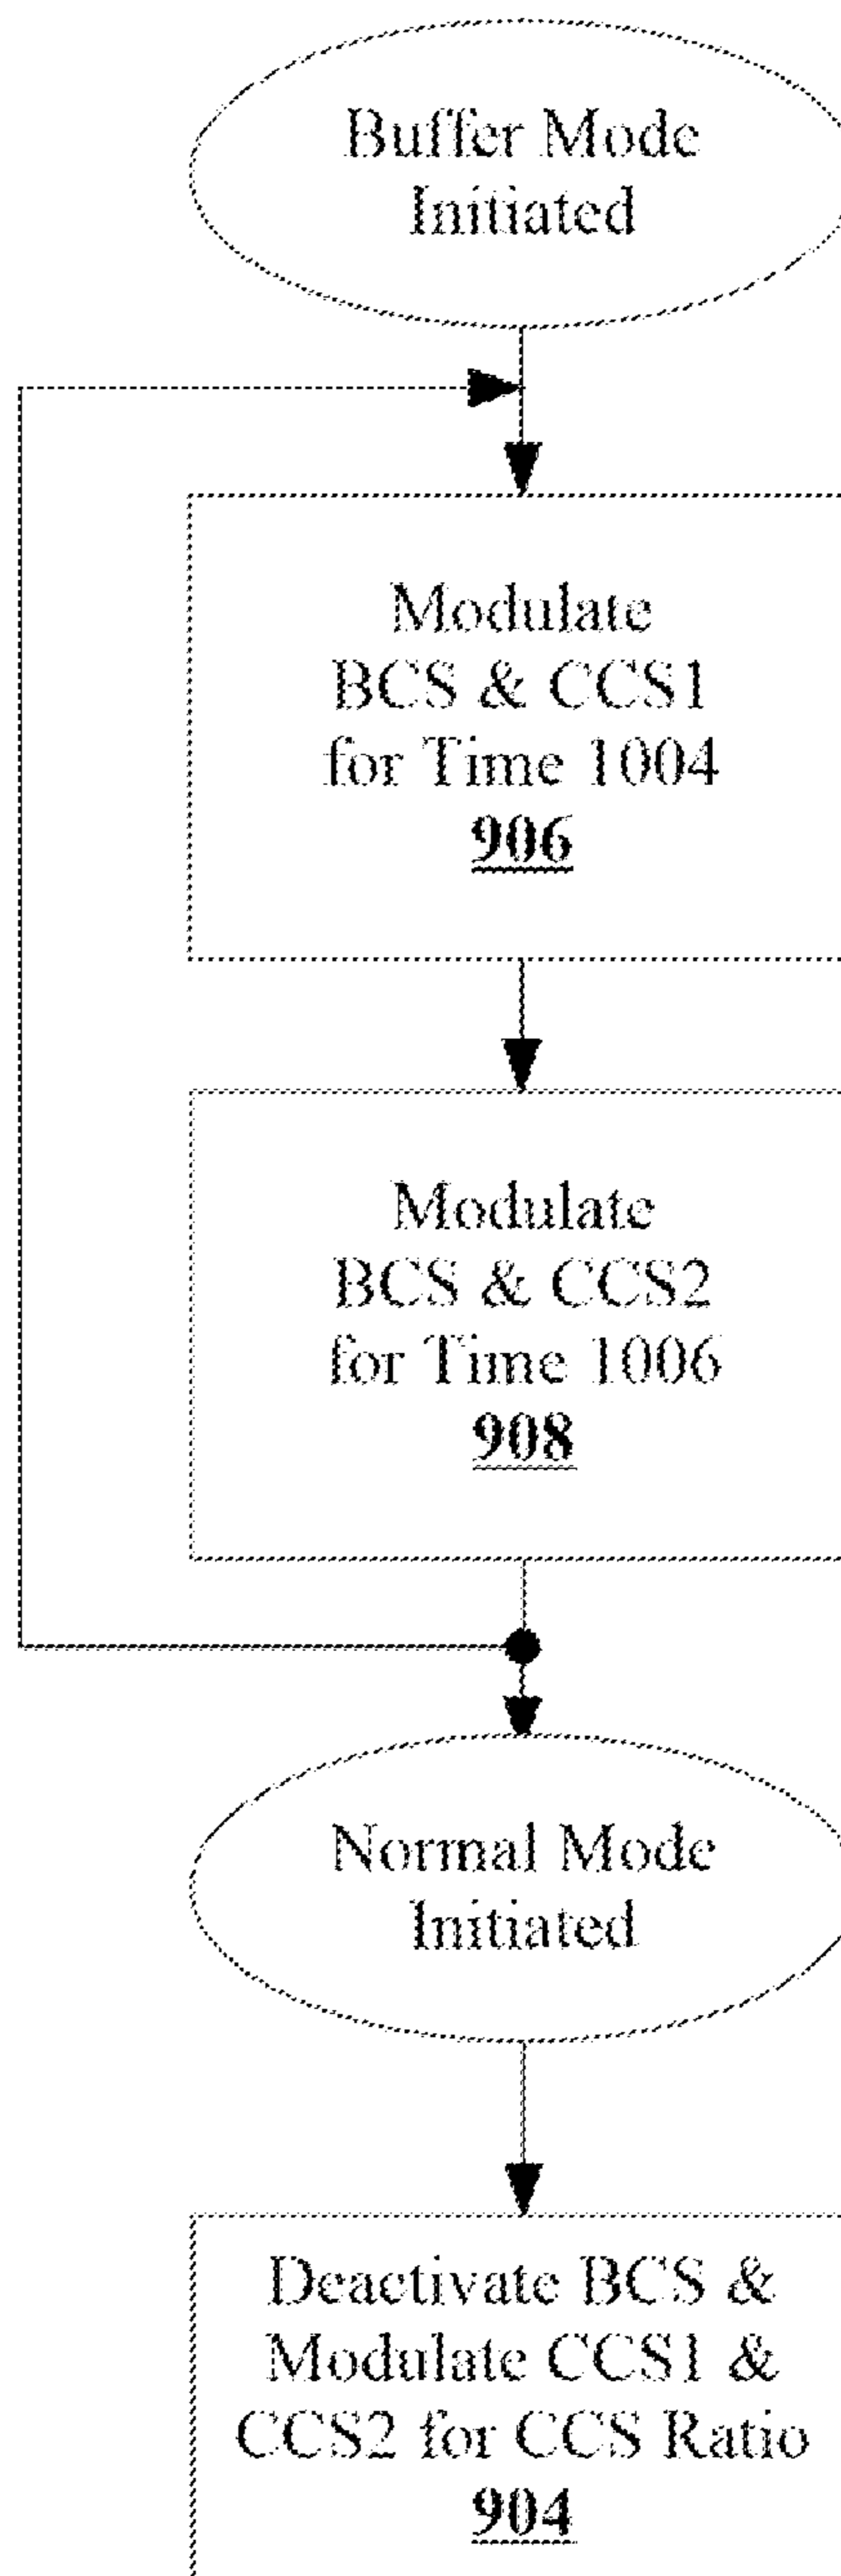 Buffer Mode
Initiated
Modulate
BCS & CCS1
for Time 1004
906
Modulate
BCS & CCS2
for Time 1006
908
Normal Mode
Initiated
Deactivate BCS &
Modulate CCS1 &
CCS2 for CCS Ratio
904